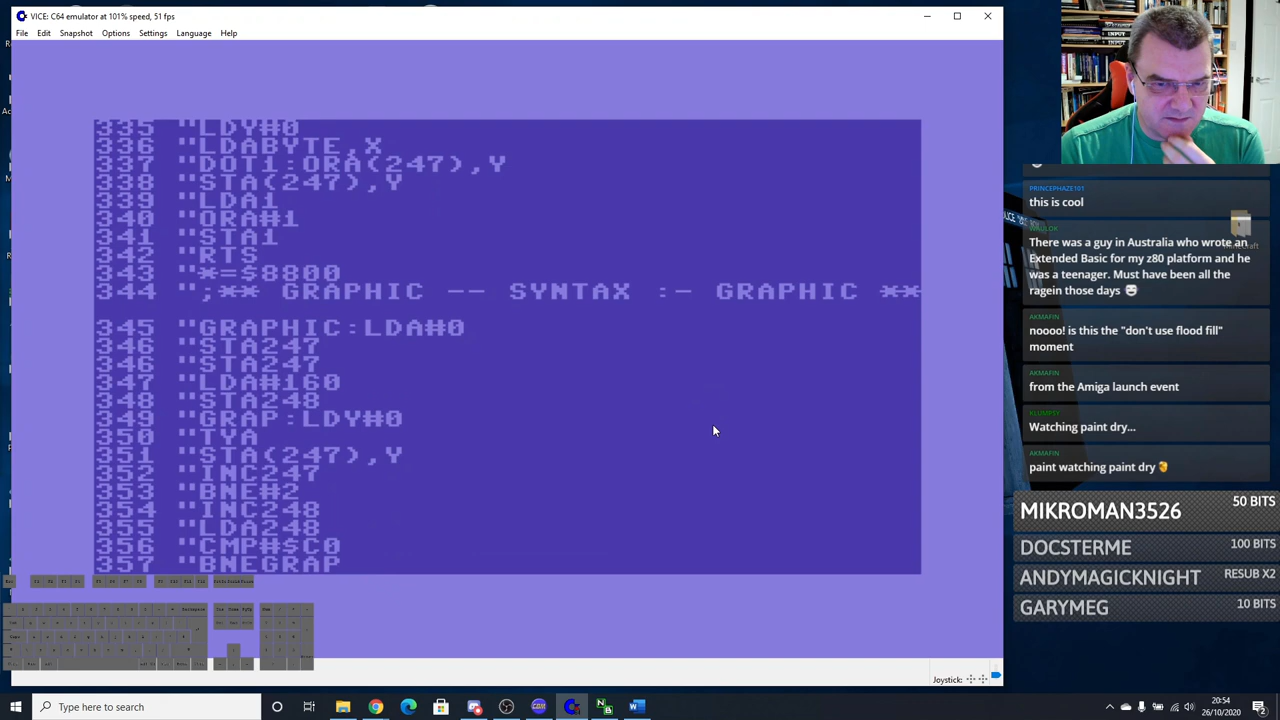 VICE: C64 emulator at 101% speed, 51 fps
File Edit Snapshot Options Settings Language Help
335 "LDY#0
336 "LDABYTE,X
337 "DOT1:ORA(247),Y
338 "STA(247),Y
339 "LDA1
340 "ORA#1
341 "STA1
342 "RTS
343 "*=$8800
344 ";** GRAPHIC -- SYNTAX :- GRAPHIC **
345 "GRAPHIC:LDA#0
346 "STA247
346 "STA247
347 "LDA#160
348 "STA248
349 "GRAP:LDY#0
350 "TYA
351 "STA(247),Y
352 "INC247
353 "BNE#2
354 "INC248
355 "LDA248
356 "CMP#$C0
357 "BNEGRAP
Joystick:
PRINCEPHAZE101
this is cool
There was a guy in Australia who wrote an
Extended Basic for my z80 platform and he
was a teenager. Must have been all the
ragein those days
AKMAFIN
noooo! is this the "don't use flood fill"
moment
AKMAFIN
from the Amiga launch event
KLUMPSY
Watching paint dry...
AKMAFIN
paint watching paint dry
MIKROMAN3526 50 BITS
DOCSTERME 100 BITS
ANDYMAGICKNIGHT RESUB X2
GARYMEG 10 BITS
Type here to search
20:54
26/10/2020